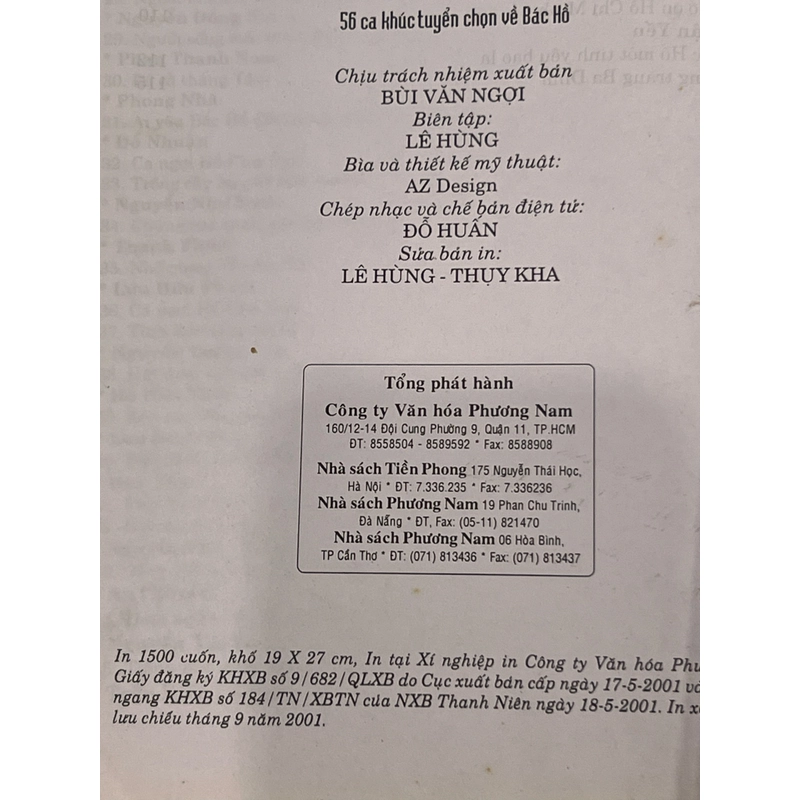 56 ca khúc tuyển chọn về Bác Hồ
Chịu trách nhiệm xuất bản
BÙI VĂN NGỢI
Biên tập:
LÊ HÙNG
Bìa và thiết kế mỹ thuật:
AZ Design
Chép nhạc và chế bản điện tử:
ĐỖ HUẤN
Sửa bản in:
LÊ HÙNG - THỤY KHA
Tổng phát hành
Công ty Văn hóa Phương Nam
160/12-14 Đội Cung Phường 9, Quận 11, TP.HCM
ĐT: 8558504 - 8589592 * Fax: 8588908
Nhà sách Tiền Phong 175 Nguyễn Thái Học,
Hà Nội * ĐT: 7.336.235 * Fax: 7.336236
Nhà sách Phương Nam 19 Phan Chu Trinh,
Đà Nẵng * ĐT, Fax: (05-11) 821470
Nhà sách Phương Nam 06 Hòa Bình,
TP Cần Thơ * ĐT: (071) 813436 * Fax: (071) 813437
In 1500 cuốn, khổ 19 X 27 cm, In tại Xí nghiệp in Công ty Văn hóa Phư
Giấy đăng ký KHXB số 9/682/QLXB do Cục xuất bản cấp ngày 17-5-2001 và
ngang KHXB số 184/TN/XBTN của NXB Thanh Niên ngày 18-5-2001. In x
lưu chiểu tháng 9 năm 2001.